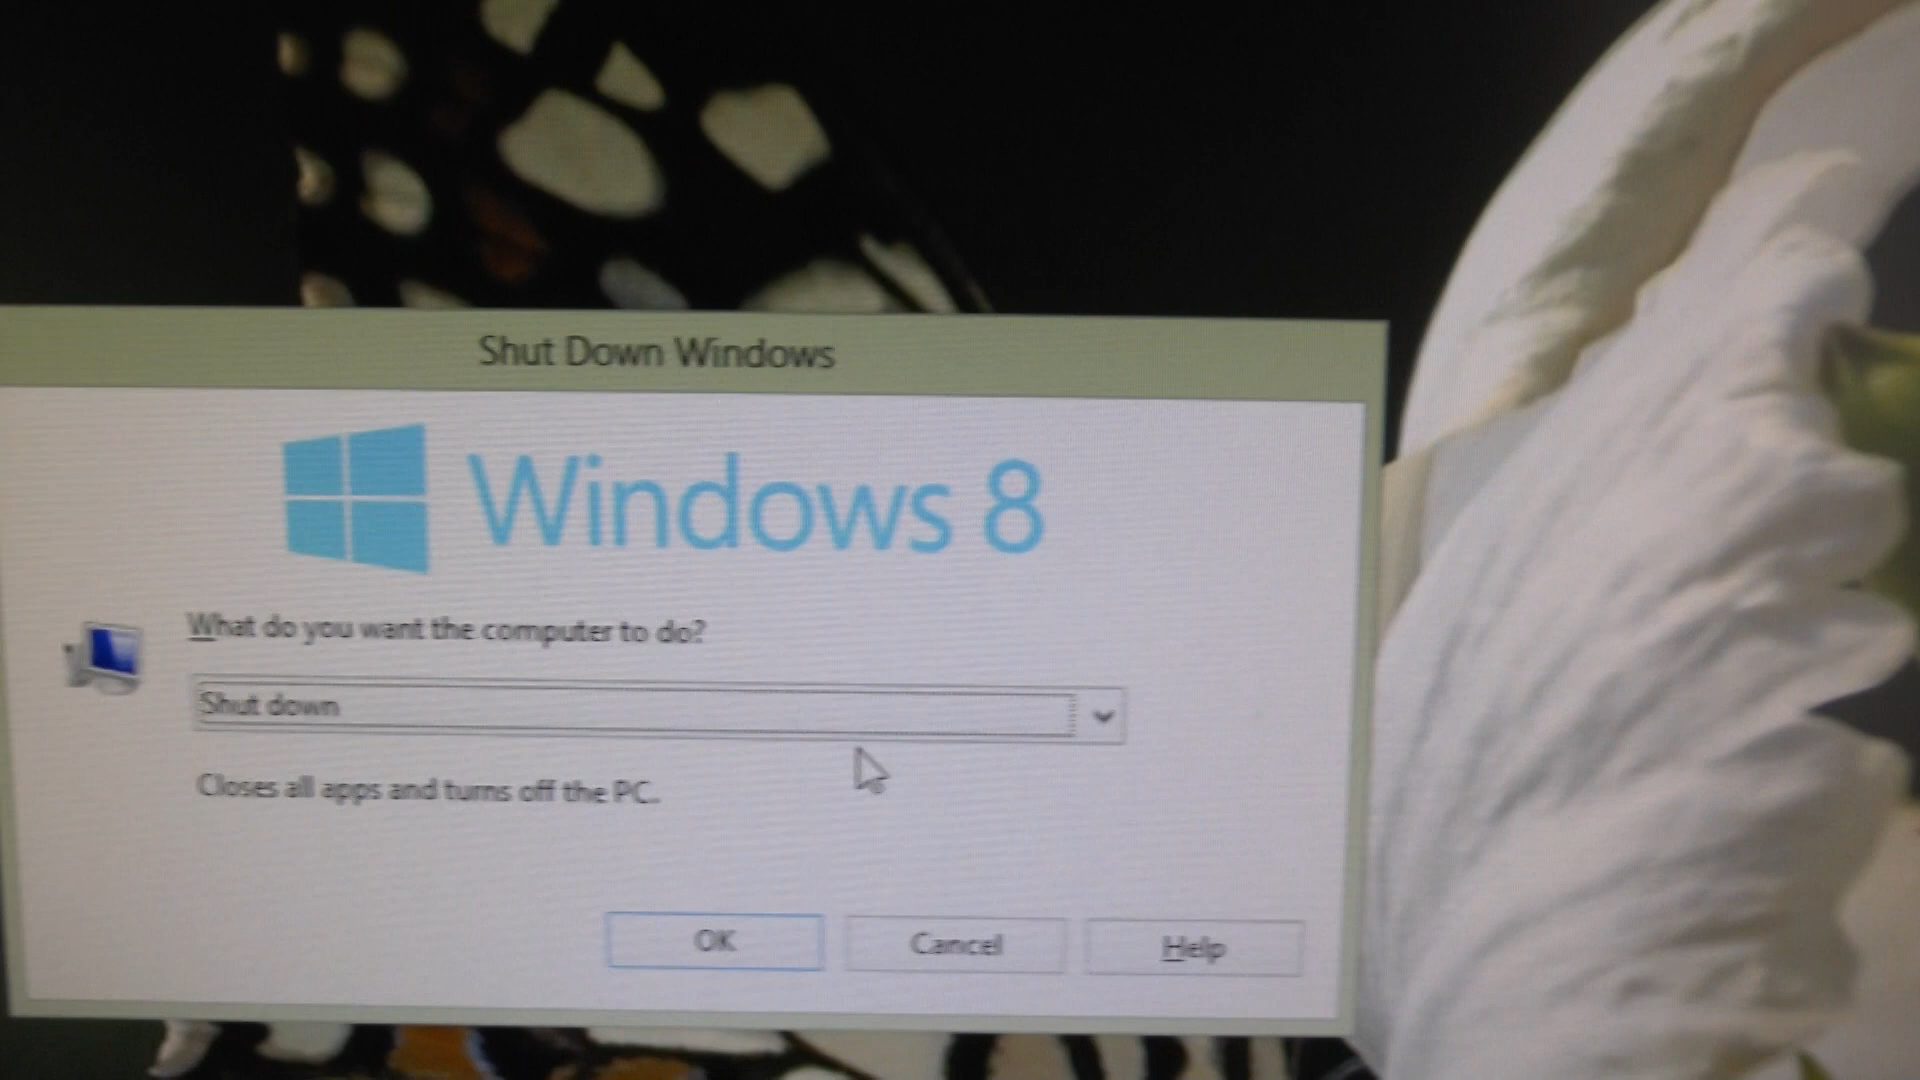 Shut Down Windows
Windows 8
What do you want the computer to do?
Shut down
Closes all apps and turns off the PC.
OK Cancel Help